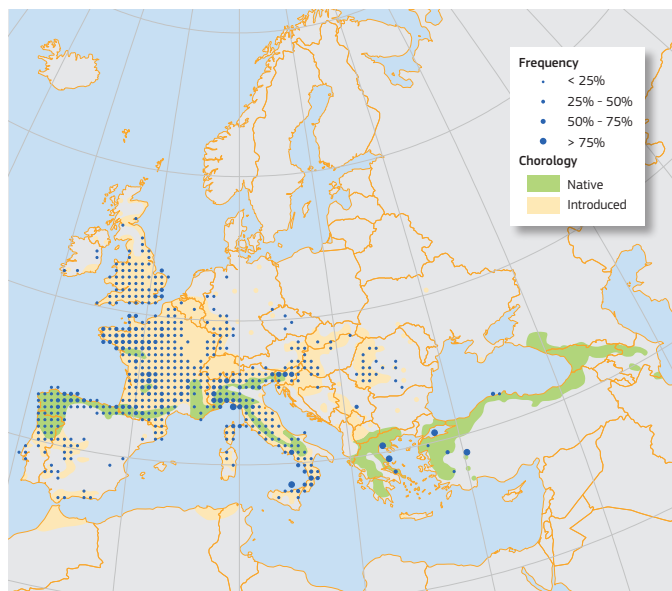 Frequency
< 25%
25% - 50%
50% - 75%
> 75%
Chorology
Native
Introduced